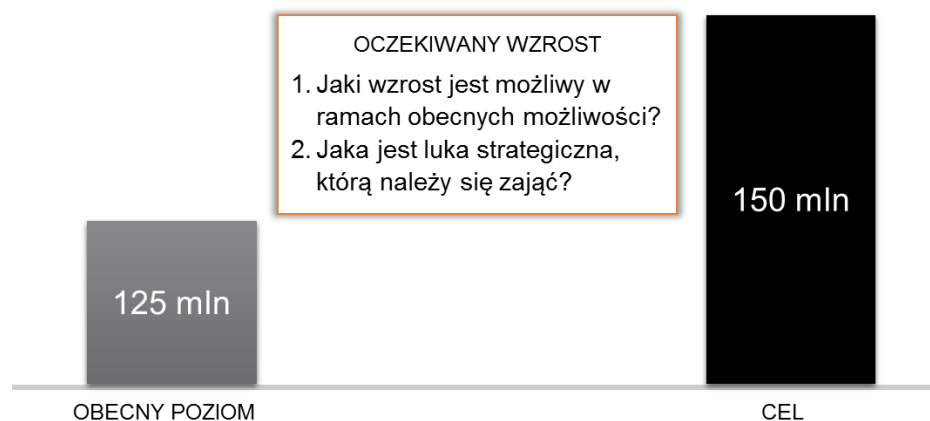 OCZEKIWANY WZROST
1. Jaki wzrost jest możliwy w
ramach obecnych możliwości?
2. Jaka jest luka strategiczna,
którą należy się zająć?
150 mln
125 mln
OBECNY POZIOM
CEL